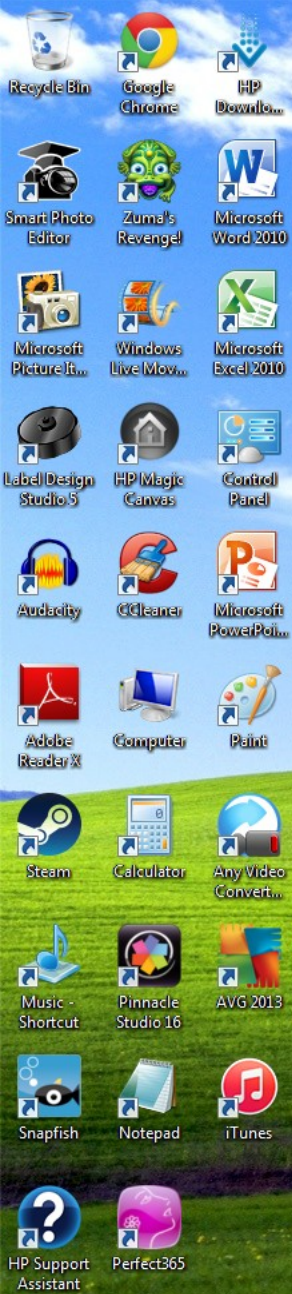 Recycle Bin
Google
Chrome
HP
Downlo...
Smart Photo
Editor
Zuma's
Revenge!
Microsoft
Word 2010
Microsoft
Picture It...
Windows
Live Mov...
Microsoft
Excel 2010
Label Design
Studio 5
HP Magic
Canvas
Control
Panel
Audacity
CCleaner
Microsoft
PowerPoi...
Adobe
Reader X
Computer
Paint
Steam
Calculator
Any Video
Convert...
Music -
Shortcut
Pinnacle
Studio 16
AVG 2013
Snapfish
Notepad
iTunes
HP Support
Assistant
Perfect365